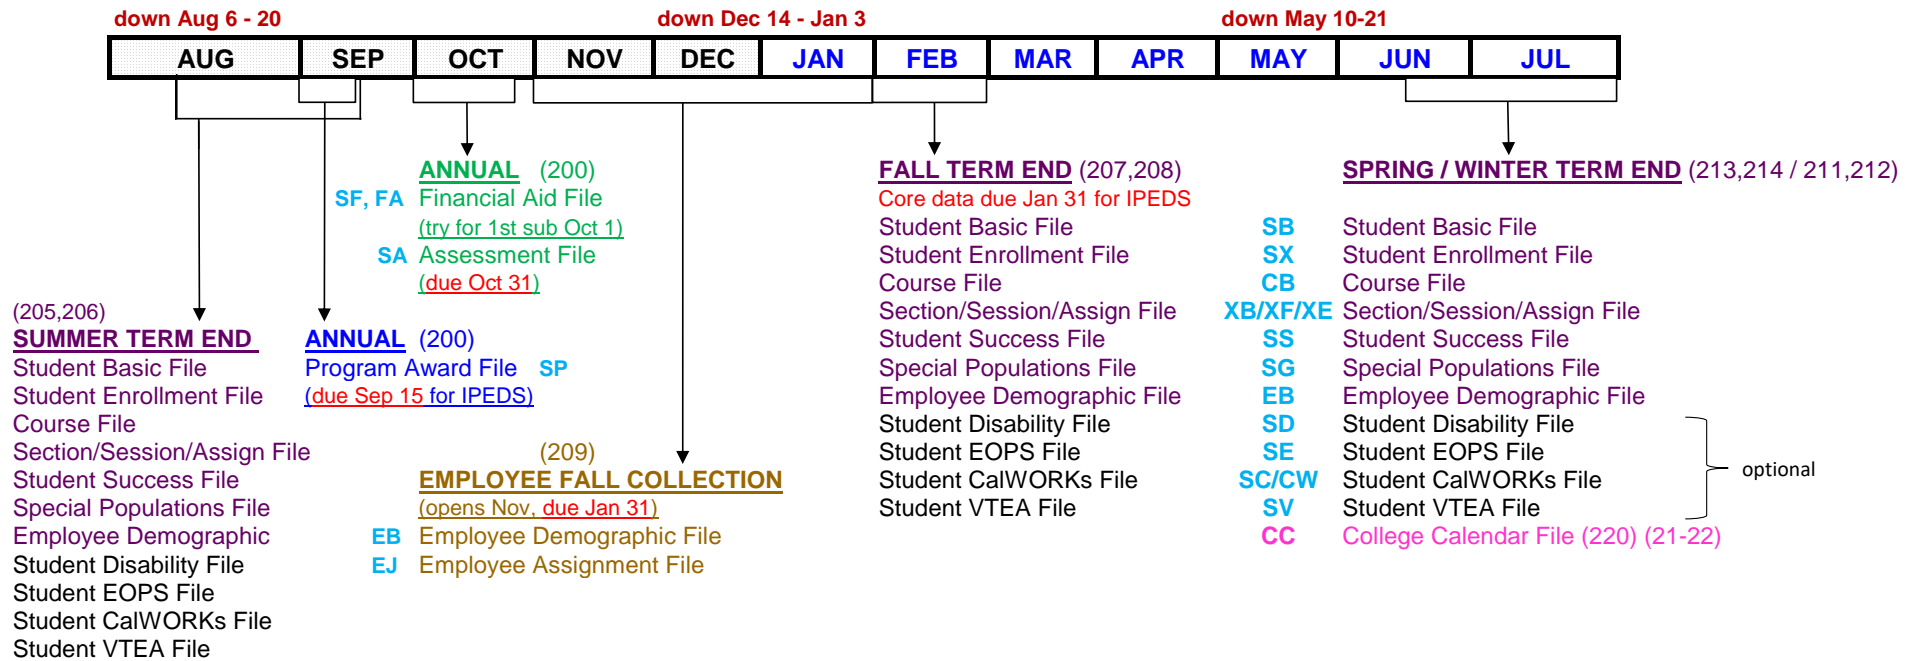 down Aug 6 - 20 down Dec 14 - Jan 3 down May 10-21
AUG SEP OCT NOV DEC JAN FEB MAR APR MAY JUN JUL
ANNUAL (200)
SF, FA Financial Aid File
(try for 1st sub Oct 1)
SA Assessment File
(due Oct 31)
FALL TERM END (207,208)
Core data due Jan 31 for IPEDS
SPRING / WINTER TERM END (213,214 / 211,212)
Student Basic File SB Student Basic File
Student Enrollment File SX Student Enrollment File
Course File CB Course File
Section/Session/Assign File XB/XF/XE Section/Session/Assign File
Student Success File SS Student Success File
Special Populations File SG Special Populations File
Employee Demographic File EB Employee Demographic File
Student Disability File SD Student Disability File
Student EOPS File SE Student EOPS File
Student CalWORKs File SC/CW Student CalWORKs File
Student VTEA File SV Student VTEA File
optional
CC College Calendar File (220) (21-22)
(205,206)
SUMMER TERM END
Student Basic File
Student Enrollment File
Course File
Section/Session/Assign File
Student Success File
Special Populations File
Employee Demographic
Student Disability File
Student EOPS File
Student CalWORKs File
Student VTEA File
ANNUAL (200)
Program Award File SP
(due Sep 15 for IPEDS)
(209)
EMPLOYEE FALL COLLECTION
(opens Nov, due Jan 31)
EB Employee Demographic File
EJ Employee Assignment File